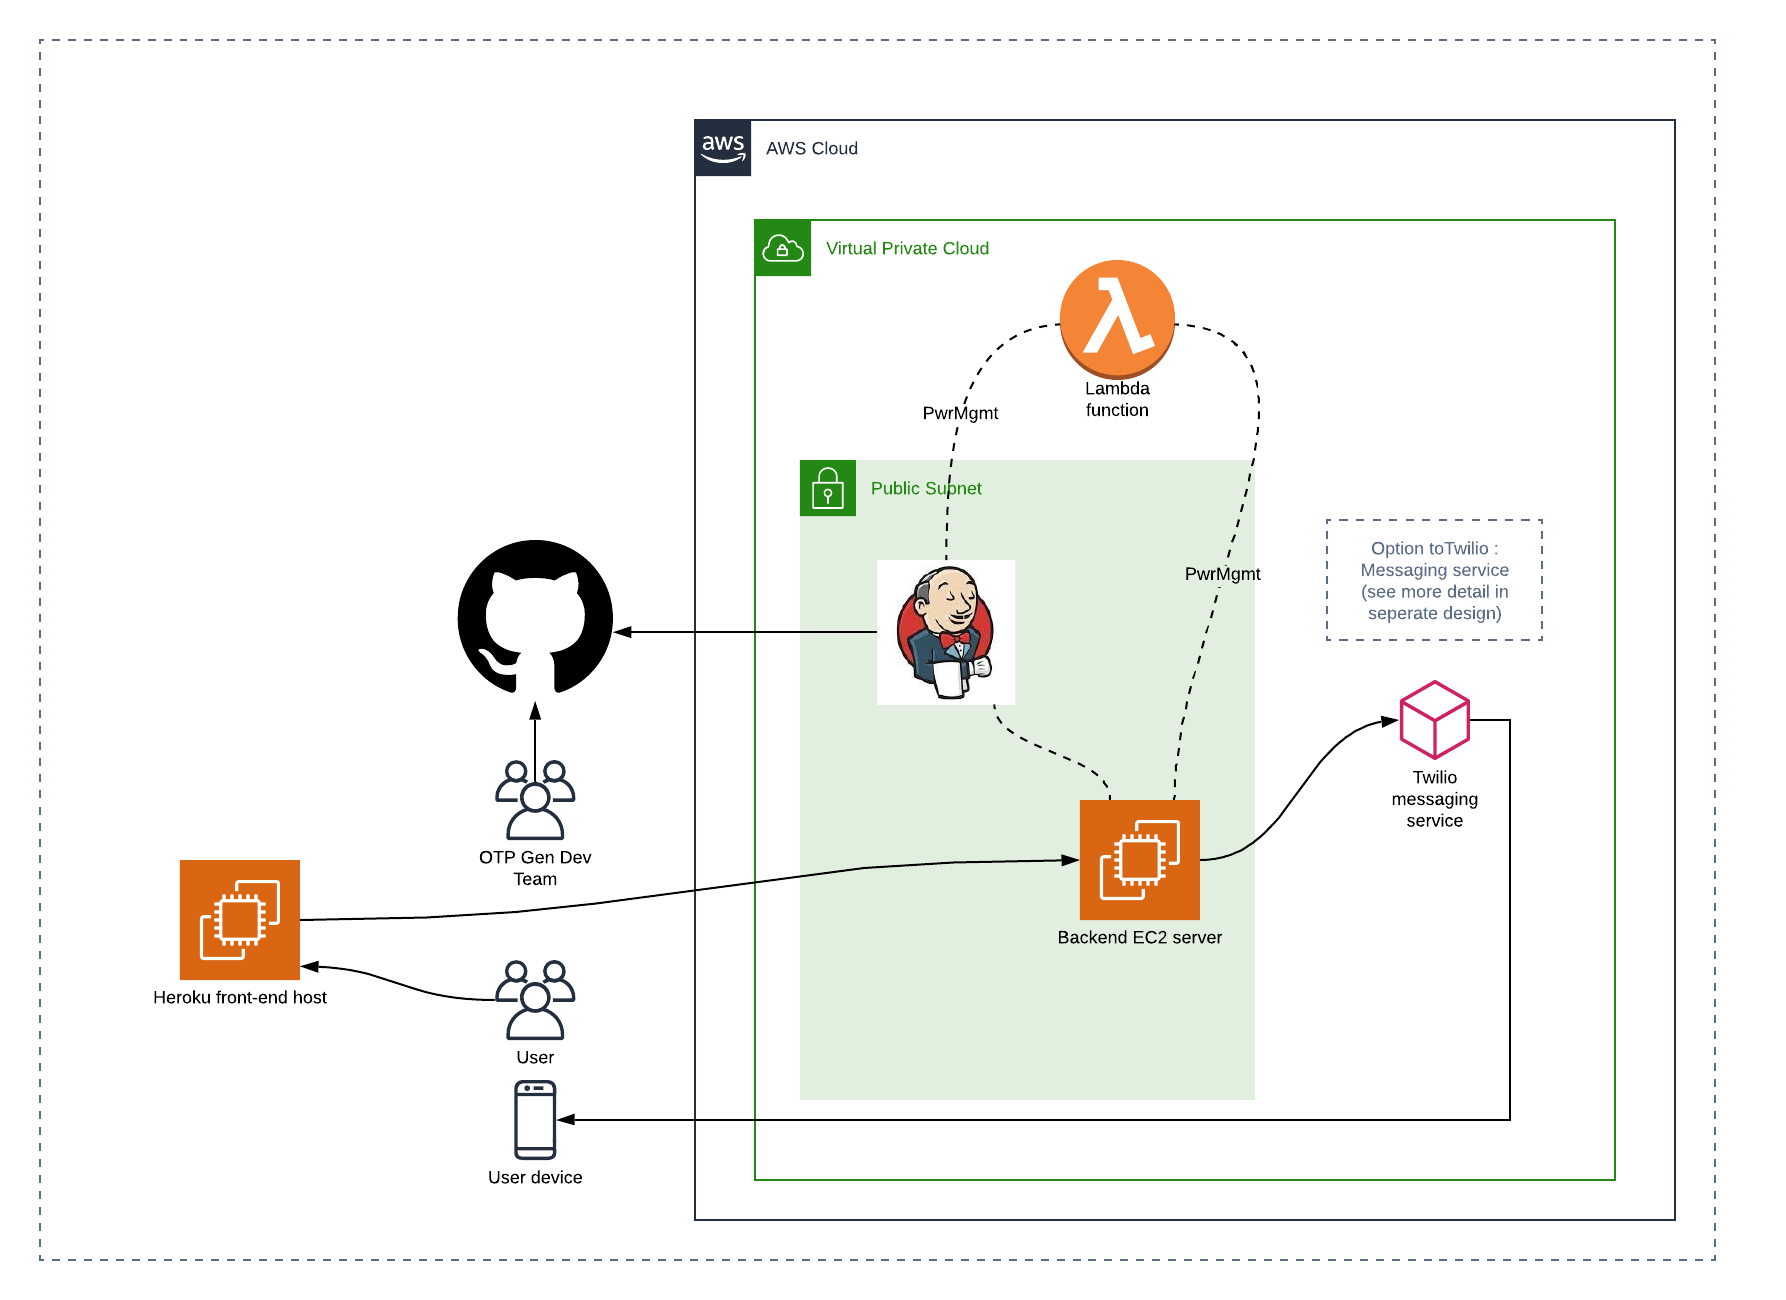 aws
AWS Cloud
Virtual Private Cloud
Lambda
function
PwrMgmt
Public Subnet
Option toTwilio :
Messaging service
(see more detail in
seperate design)
PwrMgmt
Twilio
messaging
service
OTP Gen Dev
Team
Backend EC2 server
Heroku front-end host
User
User device